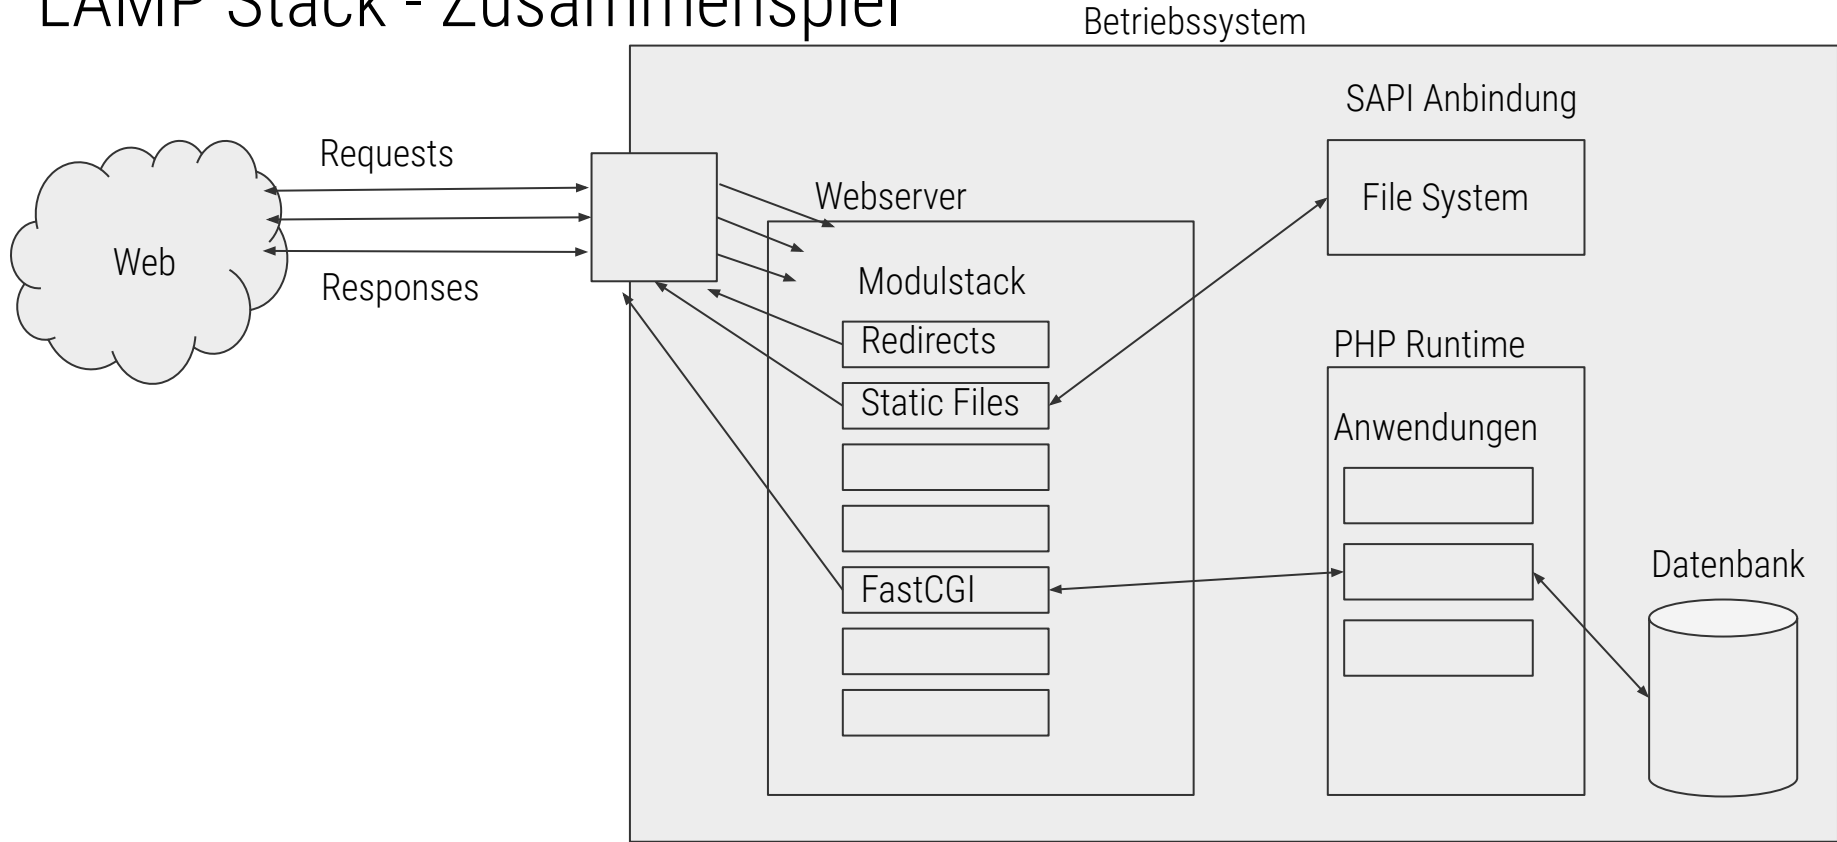 LAMP Stack - Zusammenspiel
Betriebssystem
SAPI Anbindung
Requests
Webserver
File System
Web
Responses
Modulstack
Redirects
PHP Runtime
Static Files
Anwendungen
FastCGI
Datenbank